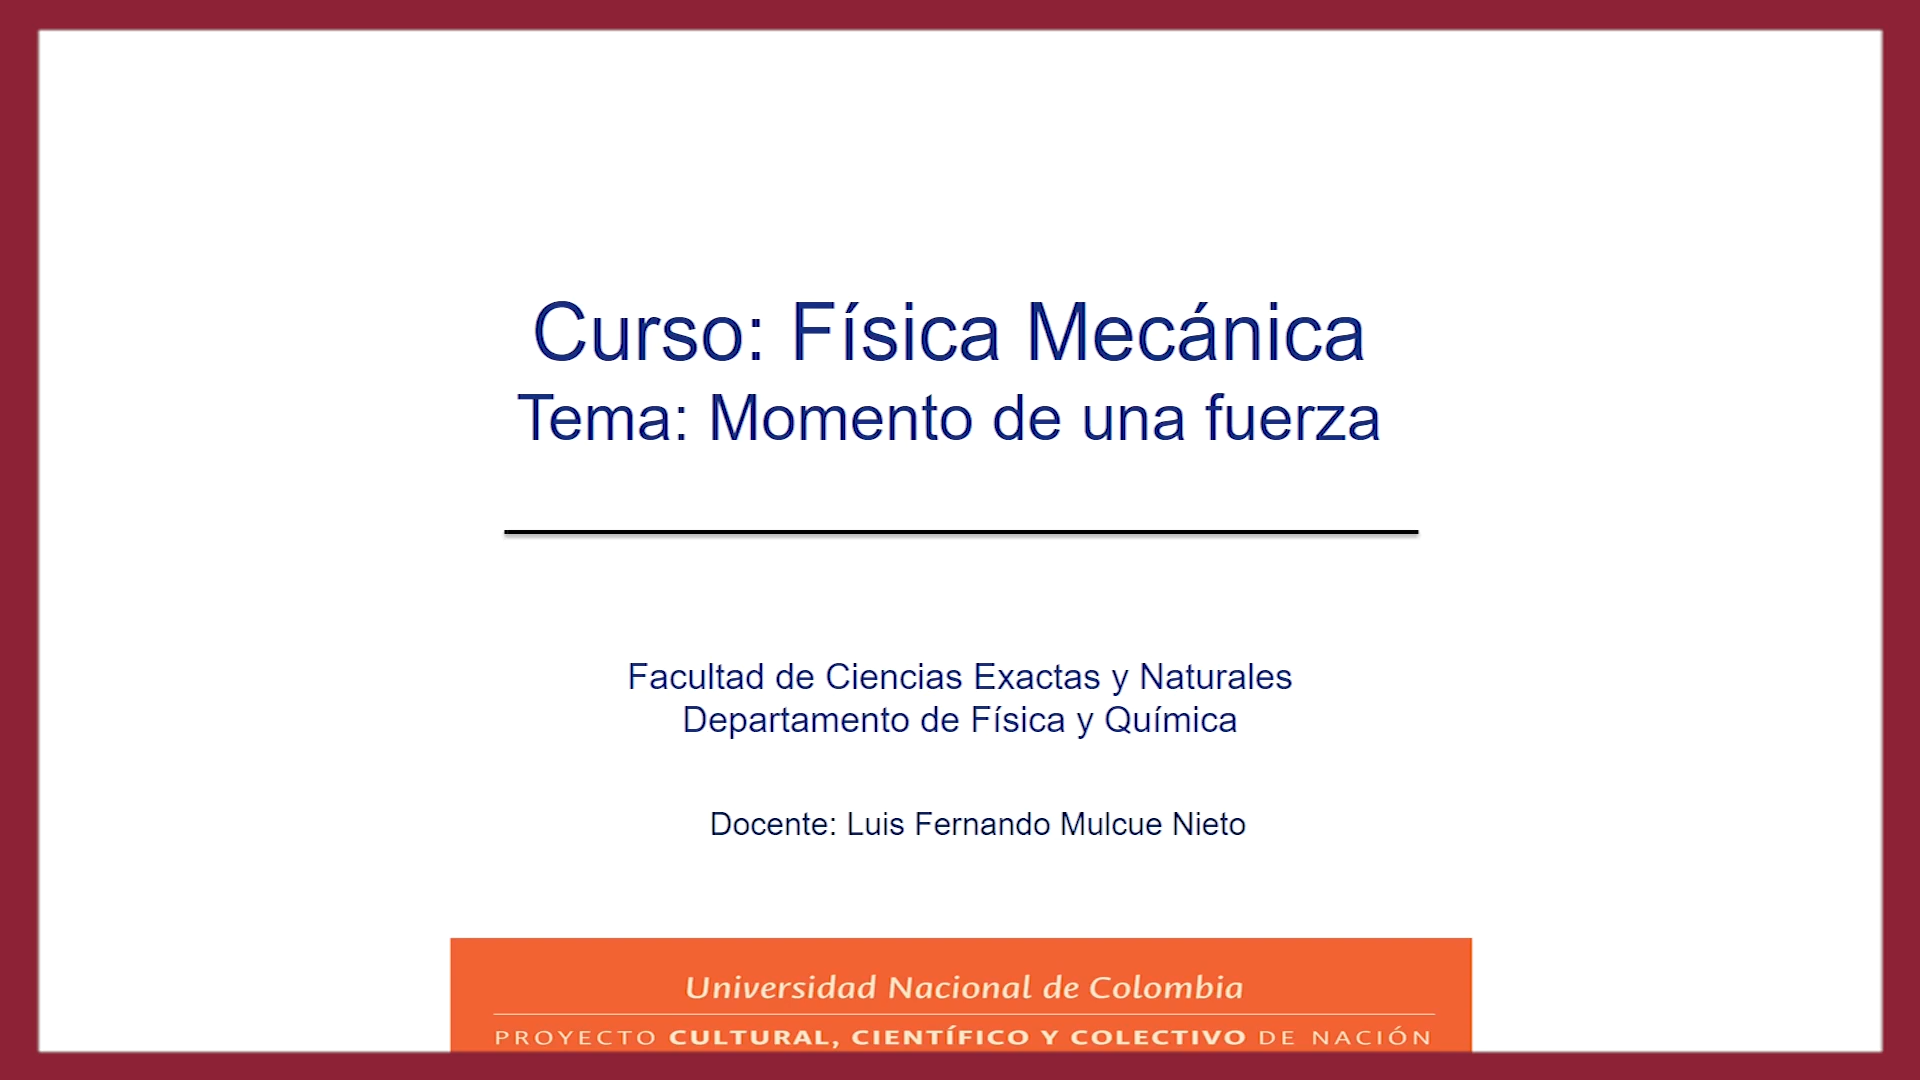 Curso: Física Mecánica
Tema: Momento de una fuerza
Facultad de Ciencias Exactas y Naturales
Departamento de Física y Química
Docente: Luis Fernando Mulcue Nieto
Universidad Nacional de Colombia
PROYECTO CULTURAL, CIENTÍFICO Y COLECTIVO DE NACIÓN